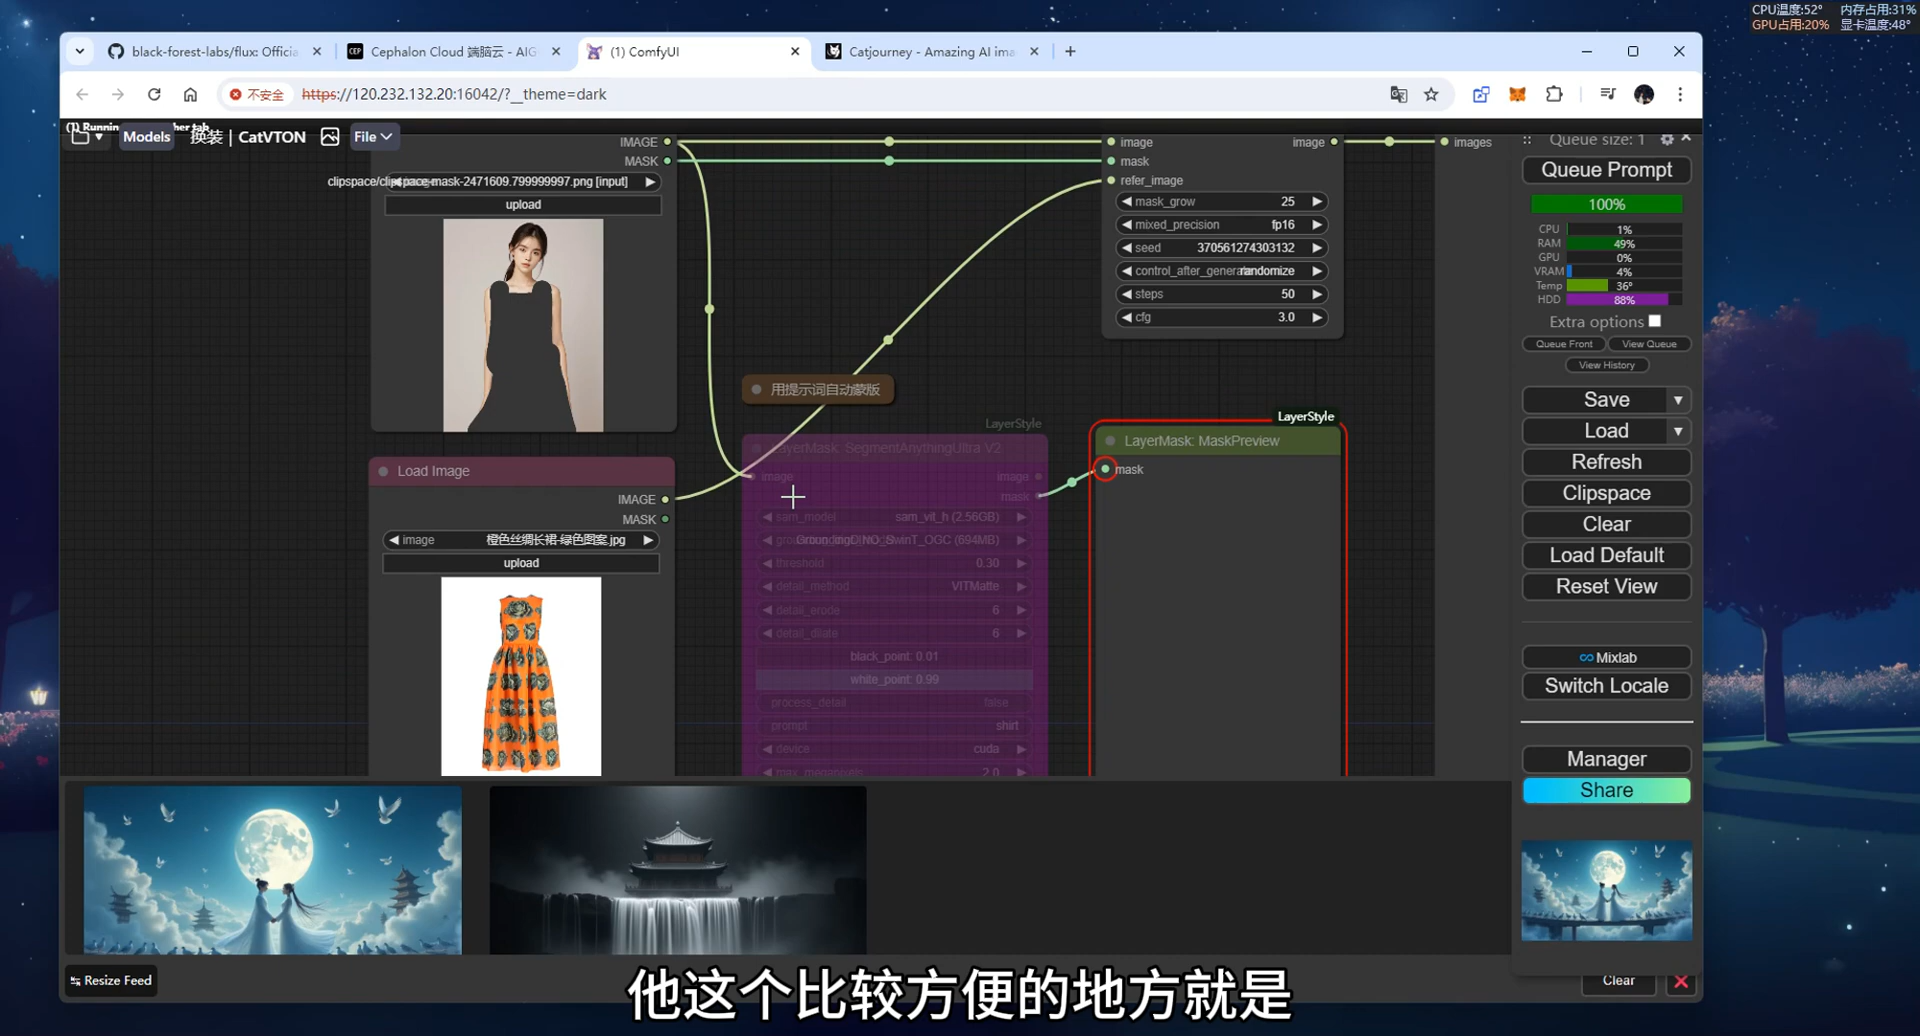 CPU温度:52° 内存占用:31%
GPU占用:20% 显卡温度:48°
black-forest-labs/flux: Officia
Cephalon Cloud 端脑云 - AIG
(1) ComfyUI
Catjourney - Amazing AI ima
不安全
https://120.232.132.20:16042/?__theme=dark
Models
换装 | CatVTON
File
IMAGE
MASK
image
mask
refer_image
image
images
clipspace-mask-2471609.799999997.png [input]
upload
mask_grow 25
mixed_precision fp16
seed 370561274303132
randomize
steps 50
cfg 3.0
用提示词自动蒙版
LayerStyle
LayerMask: SegmentAnythingUltra V2
image
image
mask
sam_model sam_vit_h (2.56GB)
threshold 0.30
detail_method VITMatte
detail_erode 6
detail_dilate 6
black_point: 0.01
white_point: 0.99
process_detail false
prompt shirt
device cuda
2.0
LayerStyle
LayerMask: MaskPreview
mask
Load Image
IMAGE
MASK
image 橙色丝绸长裙-绿色图案.jpg
upload
Queue size: 1
Queue Prompt
100%
CPU 1%
RAM 49%
GPU 0%
VRAM 4%
Temp 36°
HDD 88%
Extra options
Queue Front
View Queue
View History
Save
Load
Refresh
Clipspace
Clear
Load Default
Reset View
Mixlab
Switch Locale
Manager
Share
Resize Feed
Clear
他这个比较方便的地方就是